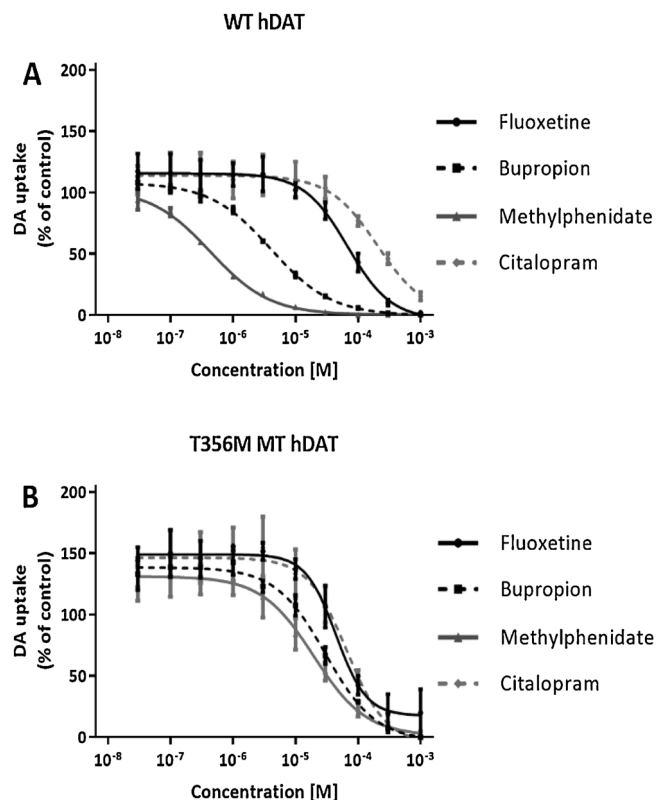 WT hDAT
A
DA uptake
(% of control)
200
150
100
50
0
10-8 10-7 10-6 10-5 10-4 10-3
Concentration [M]
Fluoxetine
Bupropion
Methylphenidate
Citalopram
T356M MT hDAT
B
DA uptake
(% of control)
200
150
100
50
0
10-8 10-7 10-6 10-5 10-4 10-3
Concentration [M]
Fluoxetine
Bupropion
Methylphenidate
Citalopram